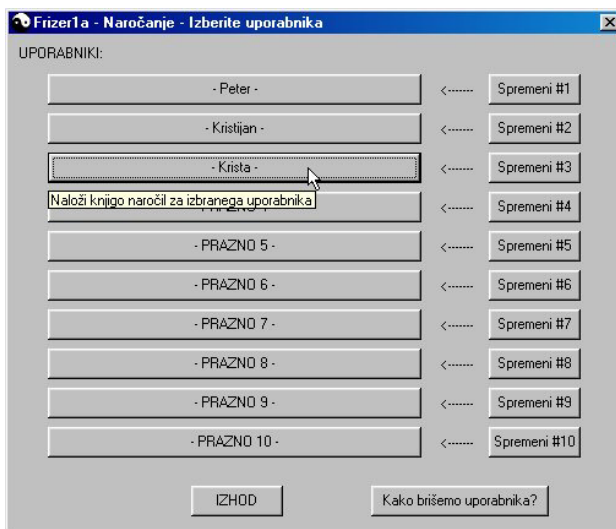 Frizer1a - Naročanje - Izberite uporabnika
UPORABNIKI:
- Peter - <------- Spremeni #1
- Kristijan - <------- Spremeni #2
- Krista - <------- Spremeni #3
Naloži knjigo naročil za izbranega uporabnika
<------- Spremeni #4
- PRAZNO 5 - <------- Spremeni #5
- PRAZNO 6 - <------- Spremeni #6
- PRAZNO 7 - <------- Spremeni #7
- PRAZNO 8 - <------- Spremeni #8
- PRAZNO 9 - <------- Spremeni #9
- PRAZNO 10 - <------- Spremeni #10
IZHOD Kako brišemo uporabnika?